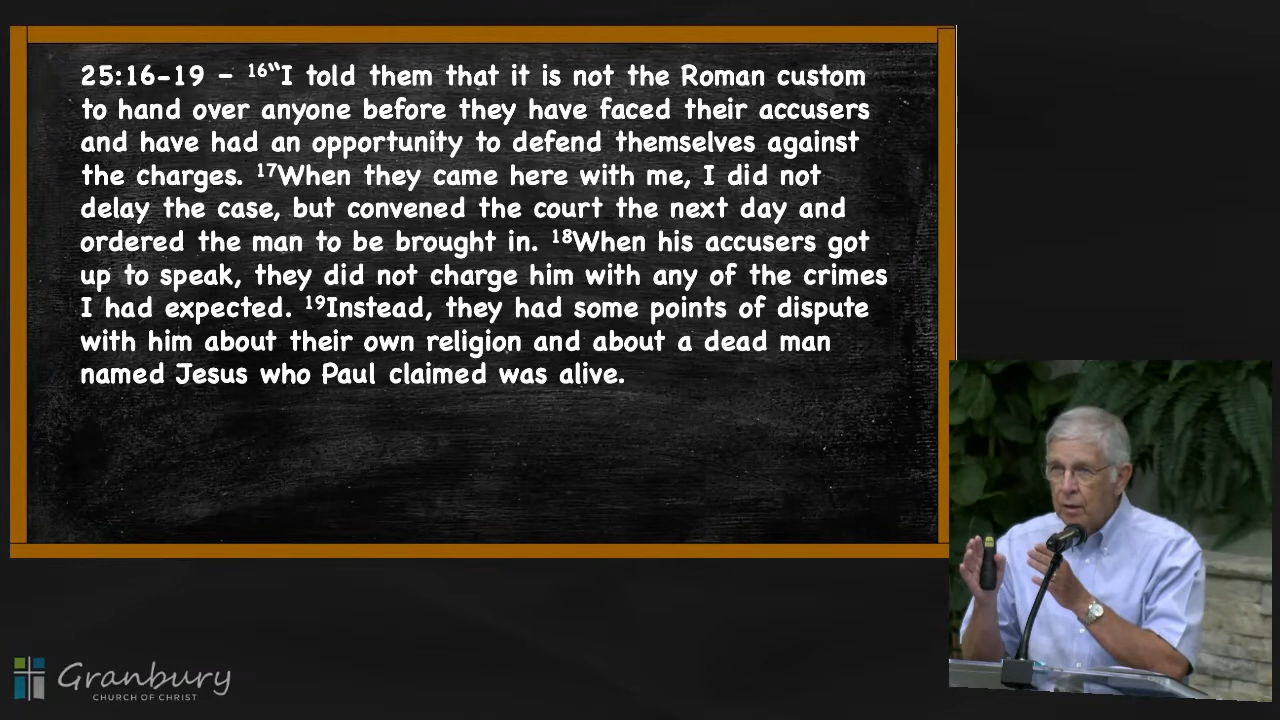 25:16-19 – ¹⁶“I told them that it is not the Roman custom
to hand over anyone before they have faced their accusers
and have had an opportunity to defend themselves against
the charges. ¹⁷When they came here with me, I did not
delay the case, but convened the court the next day and
ordered the man to be brought in. ¹⁸When his accusers got
up to speak, they did not charge him with any of the crimes
I had expected. ¹⁹Instead, they had some points of dispute
with him about their own religion and about a dead man
named Jesus who Paul claimed was alive.
Granbury
CHURCH OF CHRIST